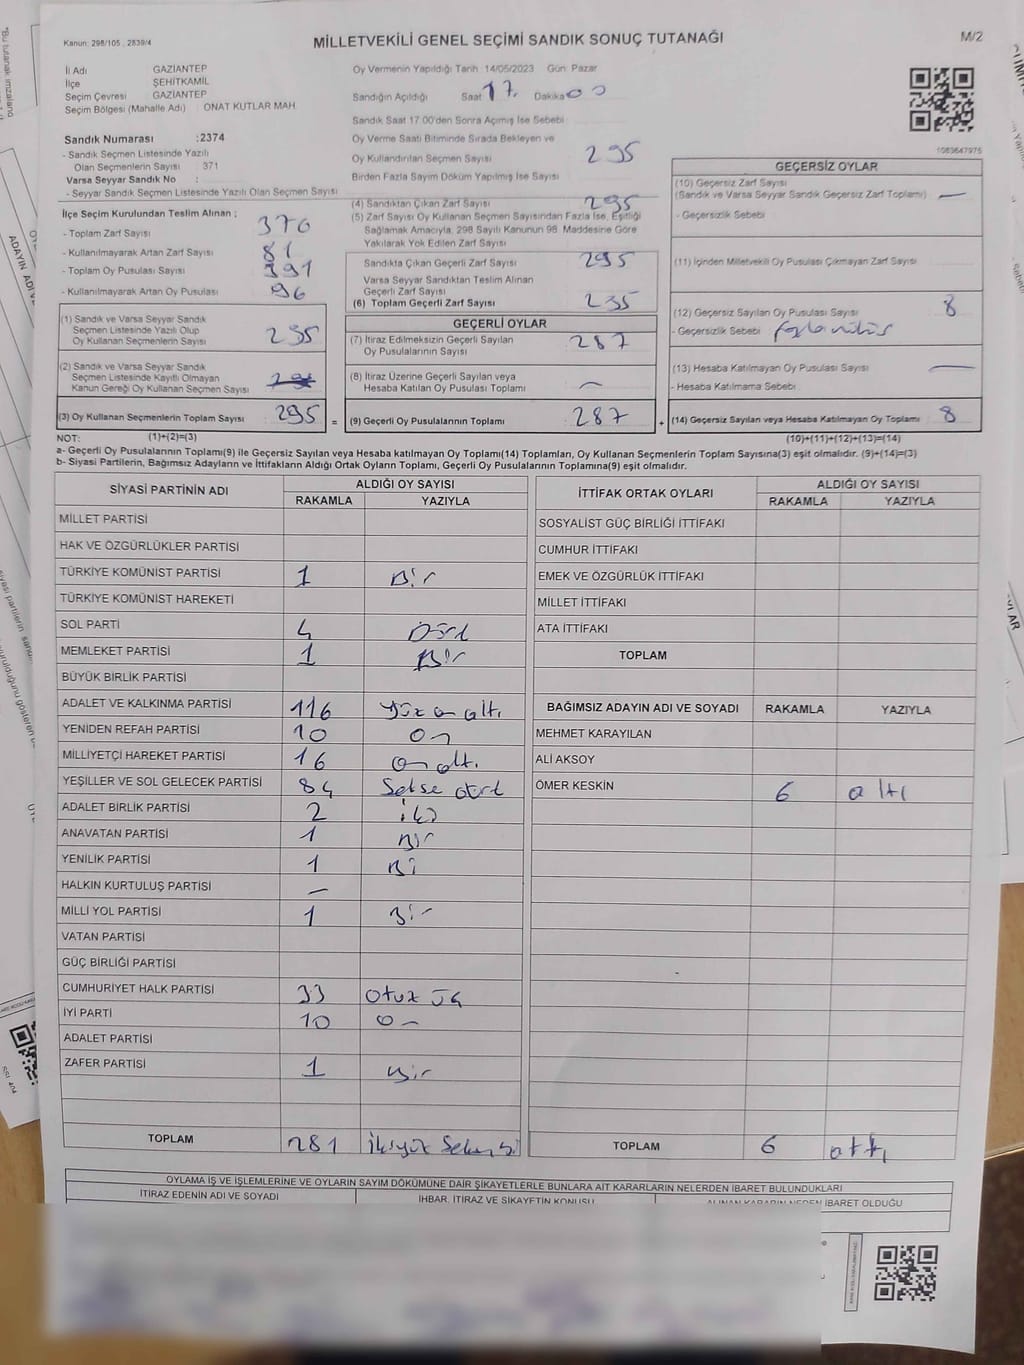 Kanun: 298/105 , 2839/4
MİLLETVEKİLİ GENEL SEÇİMİ SANDIK SONUÇ TUTANAĞI
M/2
İl Adı GAZİANTEP
İlçe ŞEHİTKAMİL
Seçim Çevresi GAZİANTEP
Seçim Bölgesi (Mahalle Adı) ONAT KUTLAR MAH
Sandık Numarası :2374
- Sandık Seçmen Listesinde Yazılı
Olan Seçmenlerin Sayısı 371
Varsa Seyyar Sandık No :
- Seyyar Sandık Seçmen Listesinde Yazılı Olan Seçmen Sayısı
Oy Vermenin Yapıldığı Tarih 14/05/2023 Gün: Pazar
Sandığın Açıldığı Saat 17. Dakika 00
Sandık Saat 17.00'den Sonra Açımış İse Sebebi
Oy Verme Saati Bitiminde Sırada Bekleyen ve
Oy Kullandırılan Seçmen Sayısı 295
Birden Fazla Sayım Döküm Yapılmış İse Sayısı
1083647975
İlçe Seçim Kurulundan Teslim Alınan ;
- Toplam Zarf Sayısı 376
- Kullanılmayarak Artan Zarf Sayısı 81
- Toplam Oy Pusulası Sayısı 391
- Kullanılmayarak Artan Oy Pusulası 96
(4) Sandıktan Çıkan Zarf Sayısı 295
(5) Zarf Sayısı Oy Kullanan Seçmen Sayısından Fazla İse, Eşitliği
Sağlamak Amacıyla, 298 Sayılı Kanunun 98. Maddesine Göre
Yakılarak Yok Edilen Zarf Sayısı
Sandıkta Çıkan Geçerli Zarf Sayısı 295
Varsa Seyyar Sandıktan Teslim Alınan
Geçerli Zarf Sayısı
(6) Toplam Geçerli Zarf Sayısı 295
GEÇERSİZ OYLAR
(10) Geçersiz Zarf Sayısı
(Sandık ve Varsa Seyyar Sandık Geçersiz Zarf Toplamı) —
- Geçersizlik Sebebi
(11) İçinden Milletvekili Oy Pusulası Çıkmayan Zarf Sayısı
(12) Geçersiz Sayılan Oy Pusulası Sayısı 8
- Geçersizlik Sebebi
(13) Hesaba Katılmayan Oy Pusulası Sayısı —
- Hesaba Katılmama Sebebi
(1) Sandık ve Varsa Seyyar Sandık
Seçmen Listesinde Yazılı Olup
Oy Kullanan Seçmenlerin Sayısı 295
(2) Sandık ve Varsa Seyyar Sandık
Seçmen Listesinde Kayıtlı Olmayan
Kanun Gereği Oy Kullanan Seçmen Sayısı
(3) Oy Kullanan Seçmenlerin Toplam Sayısı 295
GEÇERLİ OYLAR
(7) İtiraz Edilmeksizin Geçerli Sayılan
Oy Pusulalarının Sayısı 287
(8) İtiraz Üzerine Geçerli Sayılan veya
Hesaba Katılan Oy Pusulası Toplamı —
= (9) Geçerli Oy Pusulalarının Toplamı 287
+ (14) Geçersiz Sayılan veya Hesaba Katılmayan Oy Toplamı 8
NOT: (1)+(2)=(3)
(10)+(11)+(12)+(13)=(14)
a- Geçerli Oy Pusulalarının Toplamı(9) ile Geçersiz Sayılan veya Hesaba katılmayan Oy Toplamı(14) Toplamları, Oy Kullanan Seçmenlerin Toplam Sayısına(3) eşit olmalıdır. (9)+(14)=(3)
b- Siyasi Partilerin, Bağımsız Adayların ve İttifakların Aldığı Ortak Oyların Toplamı, Geçerli Oy Pusulalarının Toplamına(9) eşit olmalıdır.
SİYASİ PARTİNİN ADI ALDIĞI OY SAYISI
RAKAMLA YAZIYLA
MİLLET PARTİSİ
HAK VE ÖZGÜRLÜKLER PARTİSİ
TÜRKİYE KOMÜNİST PARTİSİ 1 Bir
TÜRKİYE KOMÜNİST HAREKETİ
SOL PARTİ 4 Dört
MEMLEKET PARTİSİ 1 Bir
BÜYÜK BİRLİK PARTİSİ
ADALET VE KALKINMA PARTİSİ 116 Yüz on altı
YENİDEN REFAH PARTİSİ 10 On
MİLLİYETÇİ HAREKET PARTİSİ 16 On altı
YEŞİLLER VE SOL GELECEK PARTİSİ 84 Sekse dört
ADALET BİRLİK PARTİSİ 2 iki
ANAVATAN PARTİSİ 1 Bir
YENİLİK PARTİSİ 1 Bi
HALKIN KURTULUŞ PARTİSİ —
MİLLİ YOL PARTİSİ 1 Bir
VATAN PARTİSİ
GÜÇ BİRLİĞİ PARTİSİ
CUMHURİYET HALK PARTİSİ 33 Otuz üç
İYİ PARTİ 10 On
ADALET PARTİSİ
ZAFER PARTİSİ 1 Bir
TOPLAM 281 ikiyüz Seksenbi
İTTİFAK ORTAK OYLARI ALDIĞI OY SAYISI
RAKAMLA YAZIYLA
SOSYALİST GÜÇ BİRLİĞİ İTTİFAKI
CUMHUR İTTİFAKI
EMEK VE ÖZGÜRLÜK İTTİFAKI
MİLLET İTTİFAKI
ATA İTTİFAKI
TOPLAM
BAĞIMSIZ ADAYIN ADI VE SOYADI RAKAMLA YAZIYLA
MEHMET KARAYILAN
ALİ AKSOY
ÖMER KESKİN 6 altı
TOPLAM 6 altı
OYLAMA İŞ VE İŞLEMLERİNE VE OYLARIN SAYIM DÖKÜMÜNE DAİR ŞİKAYETLERLE BUNLARA AİT KARARLARIN NELERDEN İBARET BULUNDUKLARI
İTİRAZ EDENİN ADI VE SOYADI İHBAR, İTİRAZ VE ŞİKAYETİN KONUSU ALINAN KARARIN NEDEN İBARET OLDUĞU